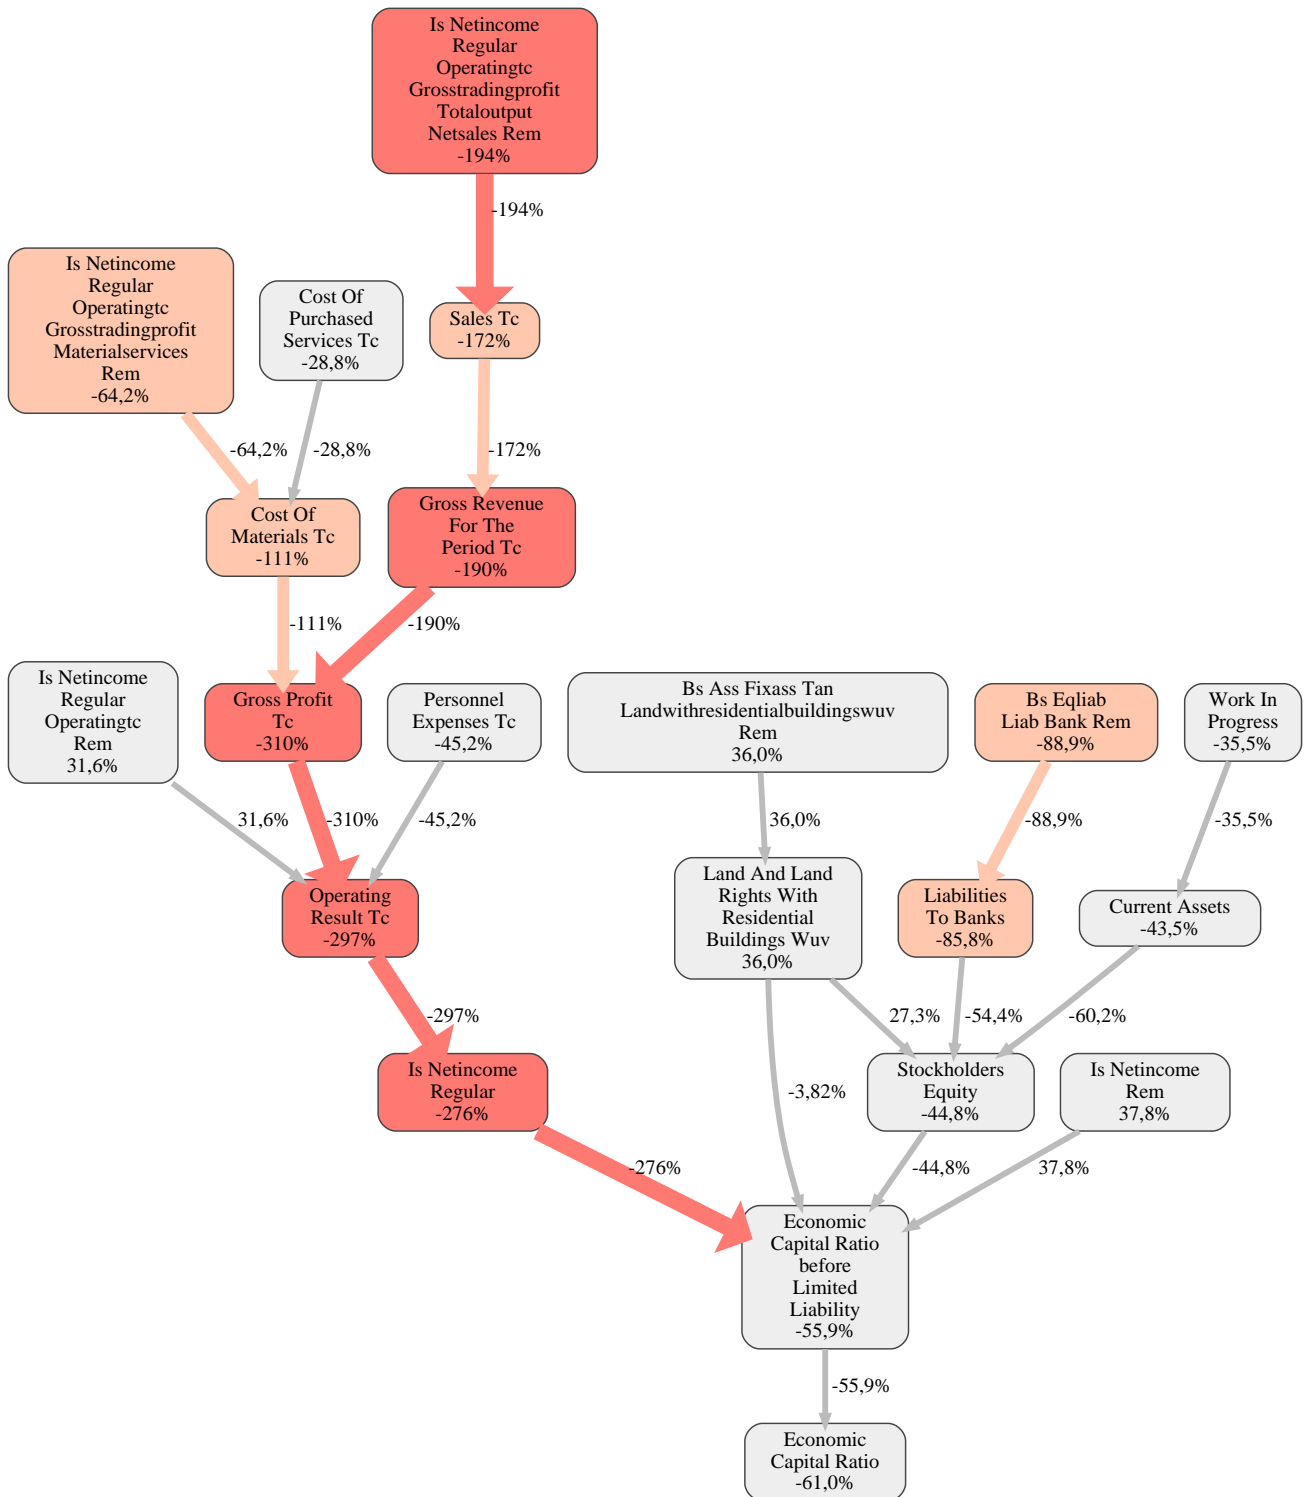 Is Netincome
Regular
Operatingtc
Grosstradingprofit
Totaloutput
Netsales Rem
-194%
-194%
Is Netincome
Regular
Operatingtc
Grosstradingprofit
Materialservices
Rem
-64,2%
Cost Of
Purchased
Services Tc
-28,8%
Sales Tc
-172%
-64,2%
-28,8%
-172%
Cost Of
Materials Tc
-111%
Gross Revenue
For The
Period Tc
-190%
-111%
-190%
Is Netincome
Regular
Operatingtc
Rem
31,6%
Gross Profit
Tc
-310%
Personnel
Expenses Tc
-45,2%
Bs Ass Fixass Tan
Landwithresidentialbuildingswuv
Rem
36,0%
Bs Eqliab
Liab Bank Rem
-88,9%
Work In
Progress
-35,5%
31,6%
-310%
-45,2%
36,0%
-88,9%
-35,5%
Operating
Result Tc
-297%
Land And Land
Rights With
Residential
Buildings Wuv
36,0%
Liabilities
To Banks
-85,8%
Current Assets
-43,5%
-297%
27,3%
-54,4%
-60,2%
Is Netincome
Regular
-276%
-3,82%
Stockholders
Equity
-44,8%
Is Netincome
Rem
37,8%
-276%
-44,8%
37,8%
Economic
Capital Ratio
before
Limited
Liability
-55,9%
-55,9%
Economic
Capital Ratio
-61,0%